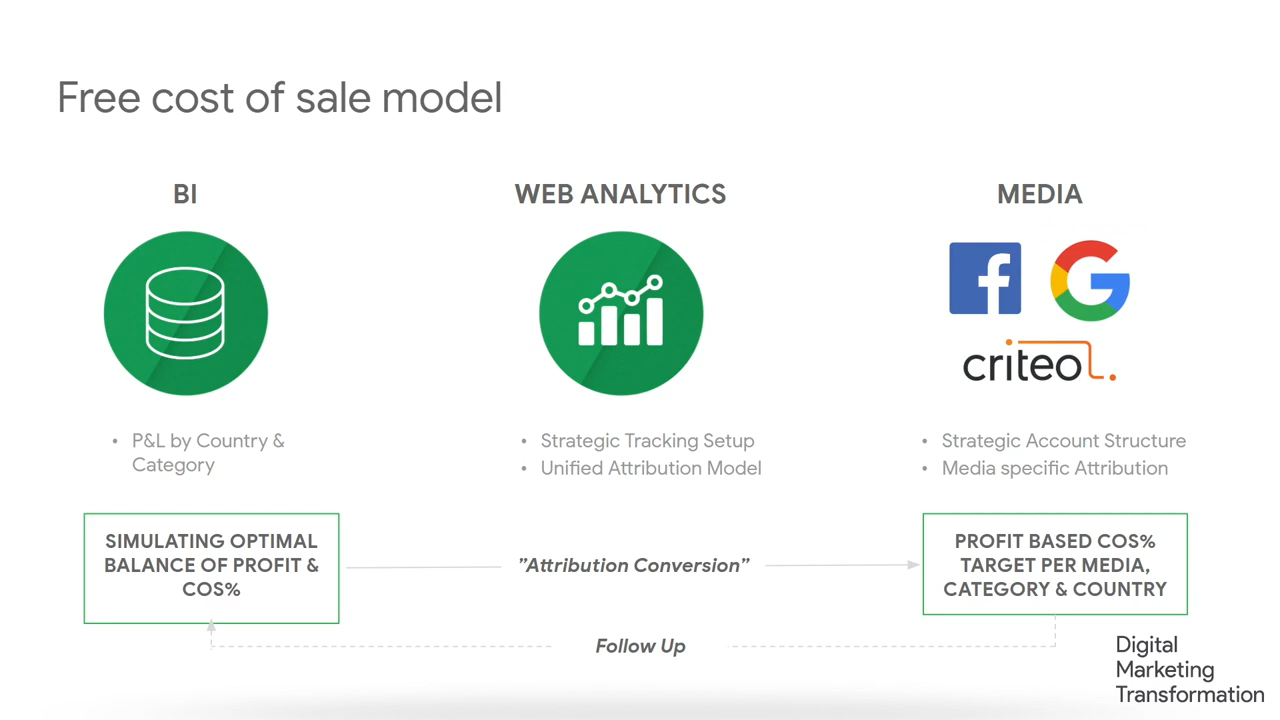 Free cost of sale model
BI
WEB ANALYTICS
MEDIA
criteo
• P&L by Country &
Category
• Strategic Tracking Setup
• Unified Attribution Model
• Strategic Account Structure
• Media specific Attribution
SIMULATING OPTIMAL
BALANCE OF PROFIT &
COS%
"Attribution Conversion"
PROFIT BASED COS%
TARGET PER MEDIA,
CATEGORY & COUNTRY
Follow Up
Digital
Marketing
Transformation